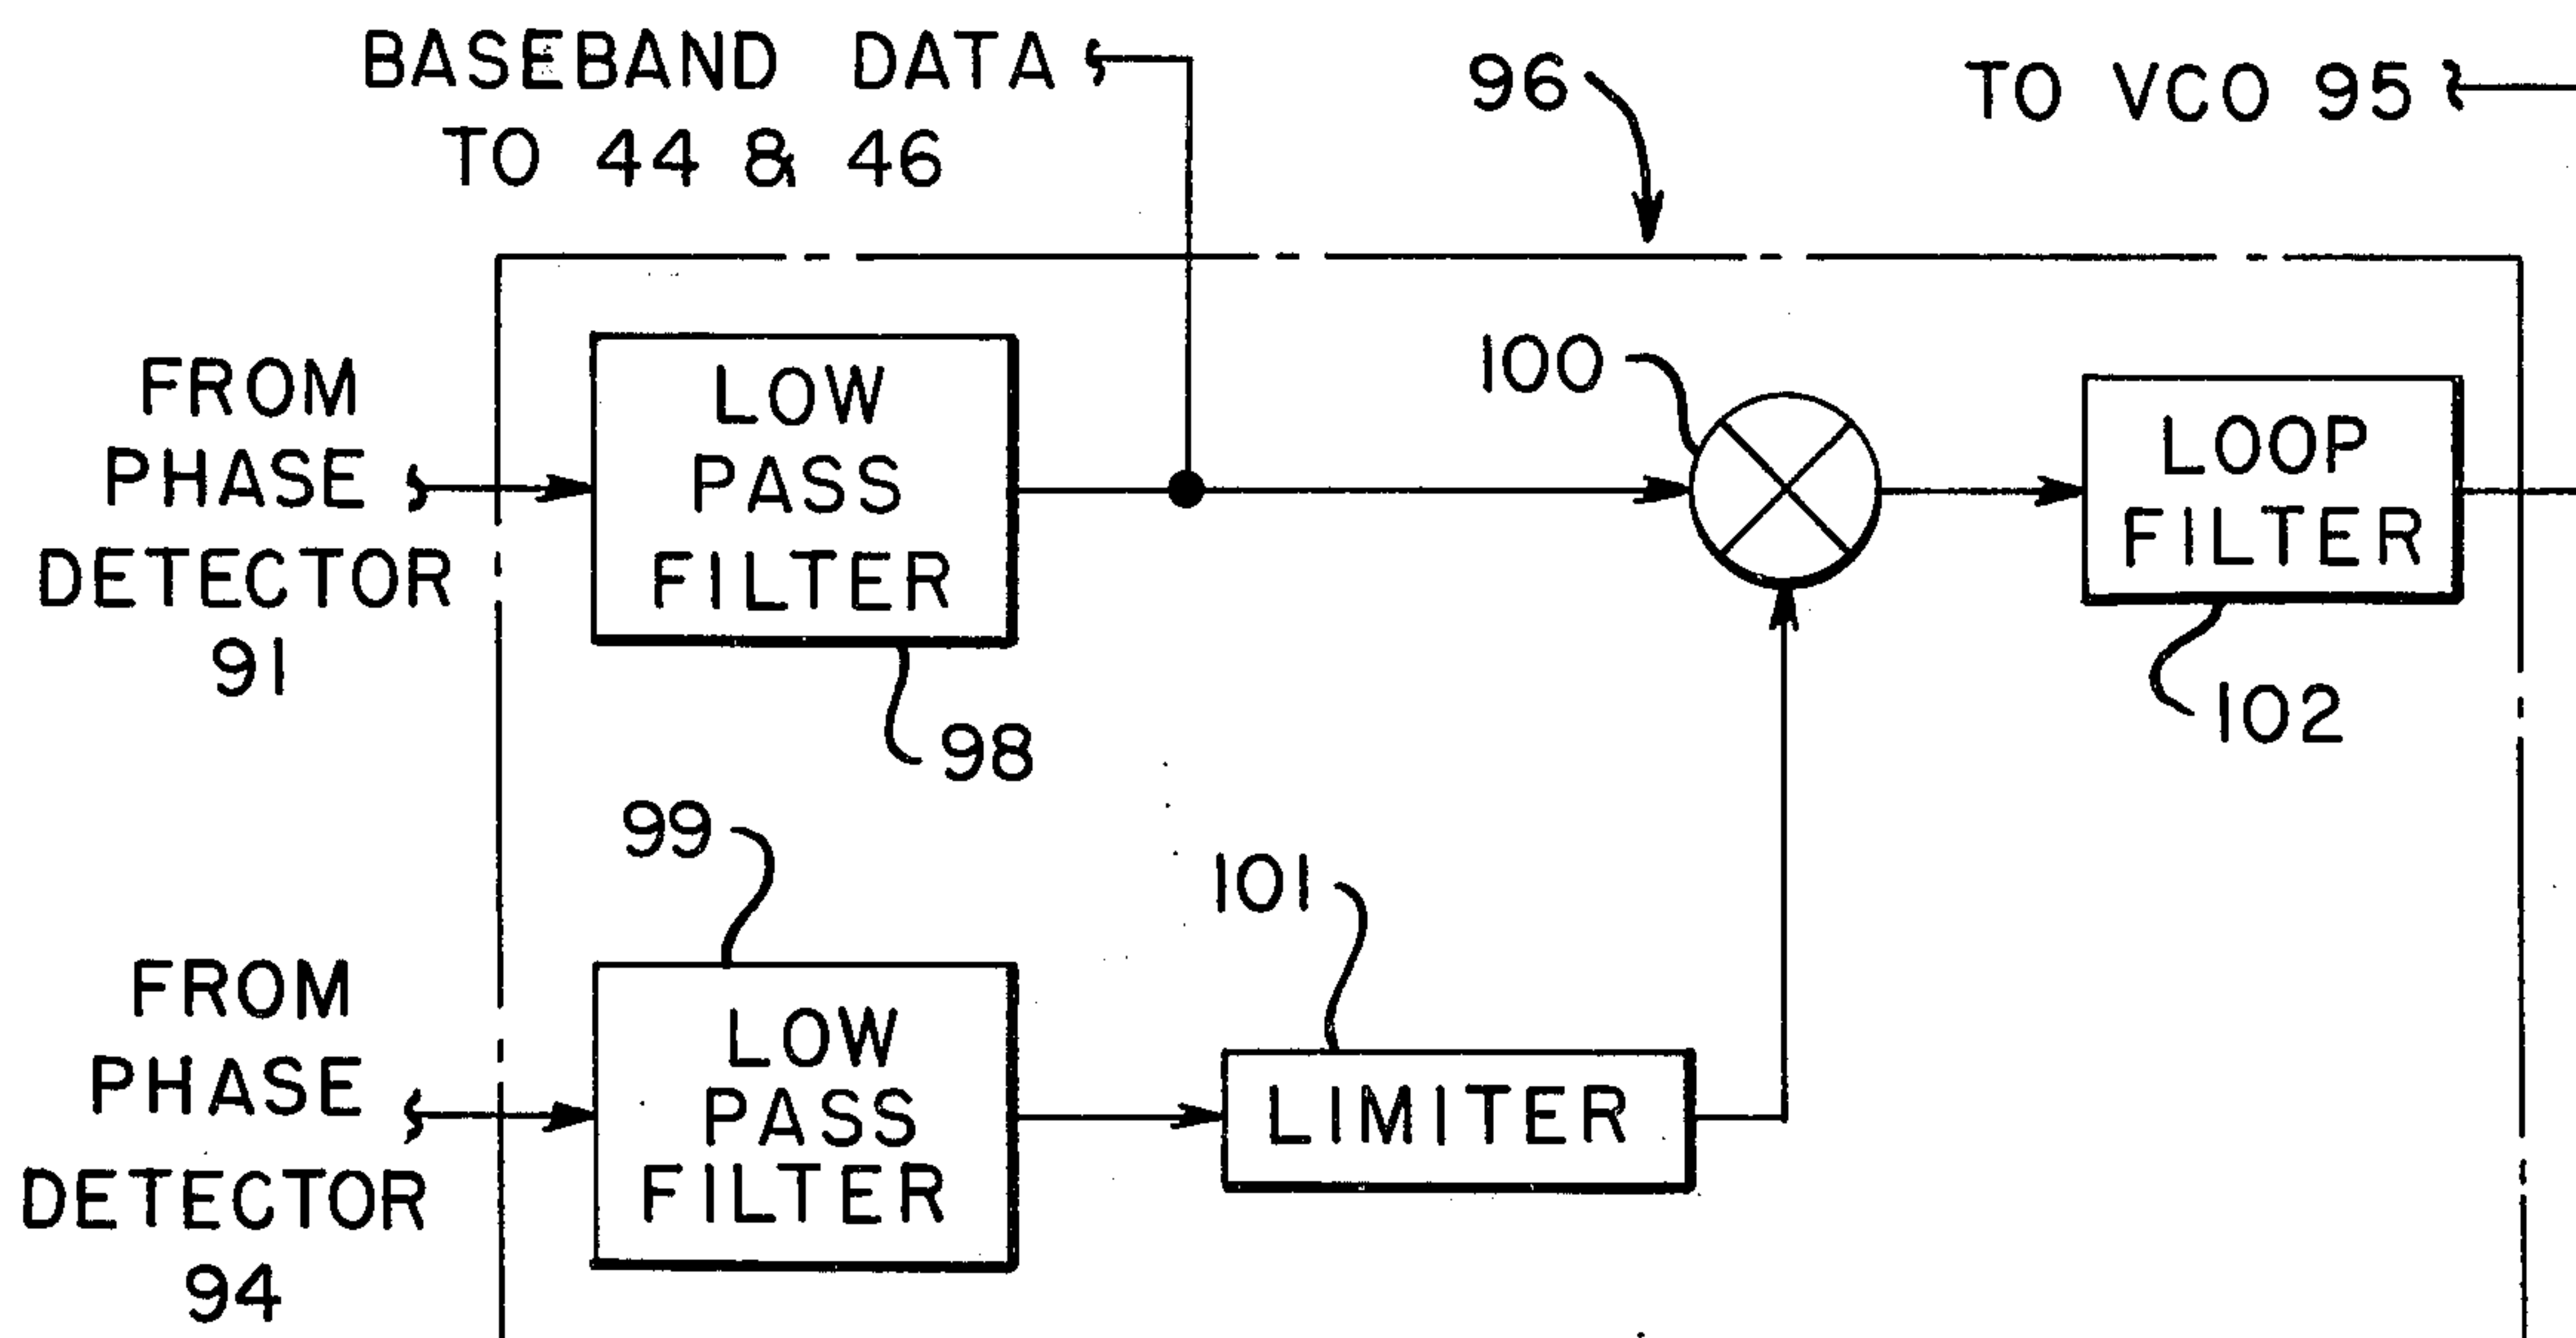 BASEBAND DATA
TO 44 & 46
96
TO VCO 95
FROM
PHASE
DETECTOR
91
LOW
PASS
FILTER
98
100
LOOP
FILTER
102
99
101
FROM
PHASE
DETECTOR
94
LOW
PASS
FILTER
LIMITER